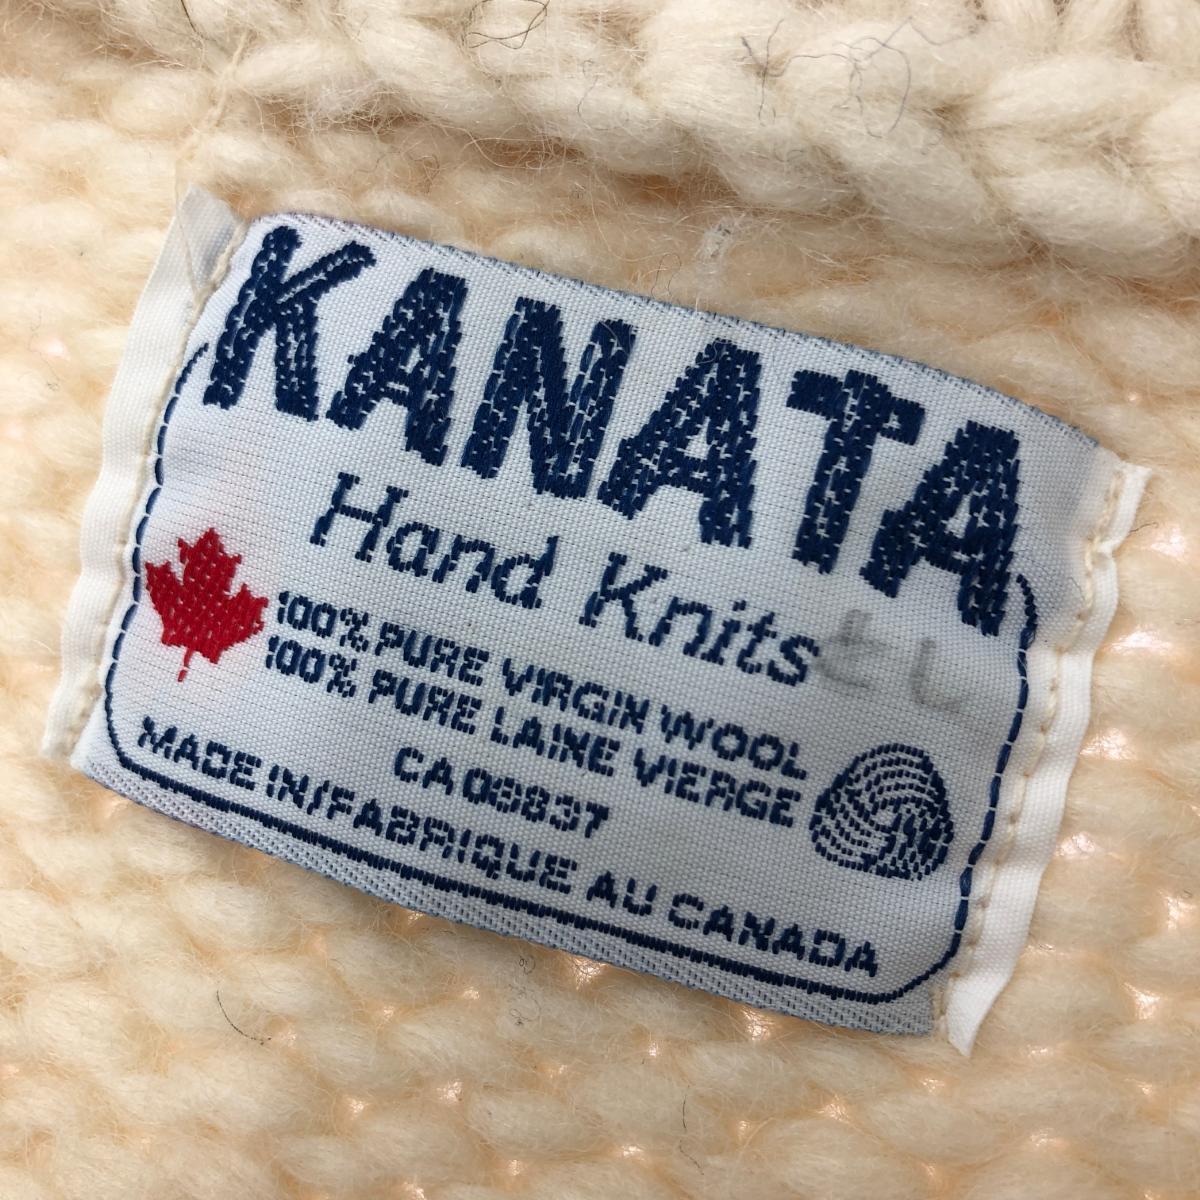 KANATA
Hand Knits
100% PURE VIRGIN WOOL
100% PURE LAINE VIERGE
CA 00837
MADE IN/FABRIQUE AU CANADA